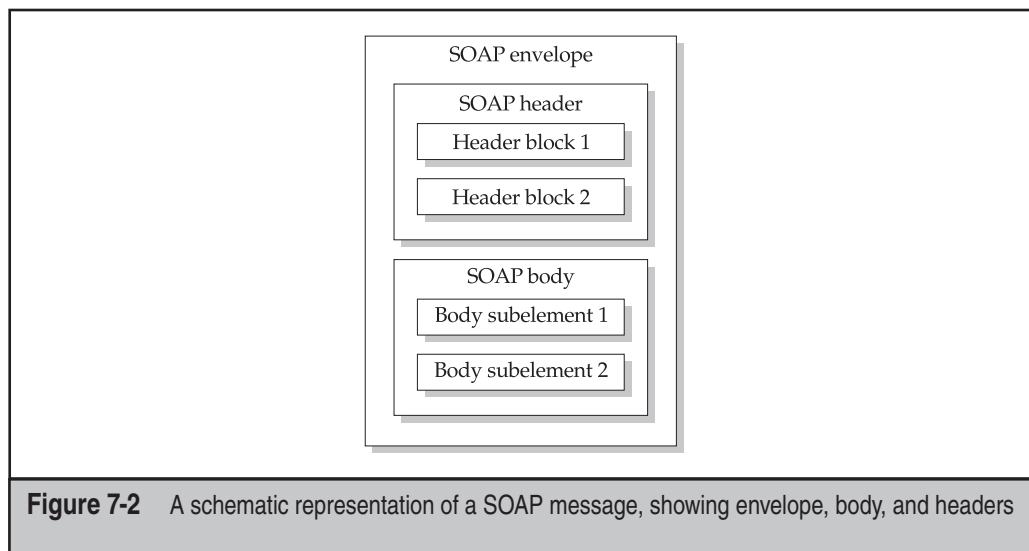 SOAP envelope
SOAP header
Header block 1
Header block 2
SOAP body
Body subelement 1
Body subelement 2
Figure 7-2 A schematic representation of a SOAP message, showing envelope, body, and headers